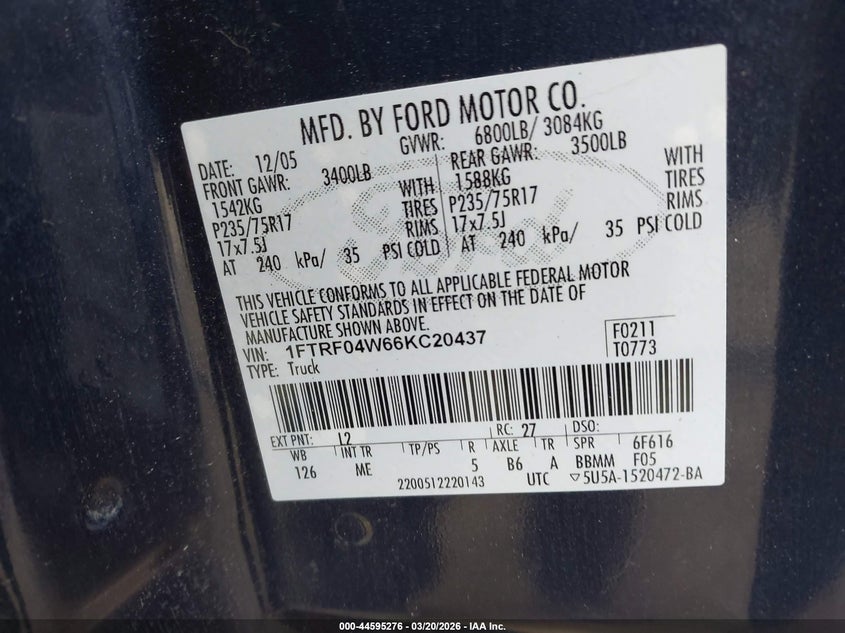 MFD. BY FORD MOTOR CO.
DATE: 12/05 GVWR: 6800LB/ 3084KG
FRONT GAWR: 3400LB REAR GAWR: 3500LB
1542KG WITH 1588KG WITH
P235/75R17 TIRES P235/75R17 TIRES
17x7.5J RIMS 17x7.5J RIMS
AT 240 kPa/ 35 PSI COLD AT 240 kPa/ 35 PSI COLD
THIS VEHICLE CONFORMS TO ALL APPLICABLE FEDERAL MOTOR
VEHICLE SAFETY STANDARDS IN EFFECT ON THE DATE OF
MANUFACTURE SHOWN ABOVE.
VIN: 1FTRF04W66KC20437 F0211
TYPE: Truck T0773
EXT PNT: L2 RC: 27 DSO:
WB INT TR TP/PS R AXLE TR SPR 6F616
126 ME 5 B6 A BBMM F05
2200512220143 UTC ▽5U5A-1520472-BA
Ford
000-44595276 - 03/20/2026 - IAA Inc.